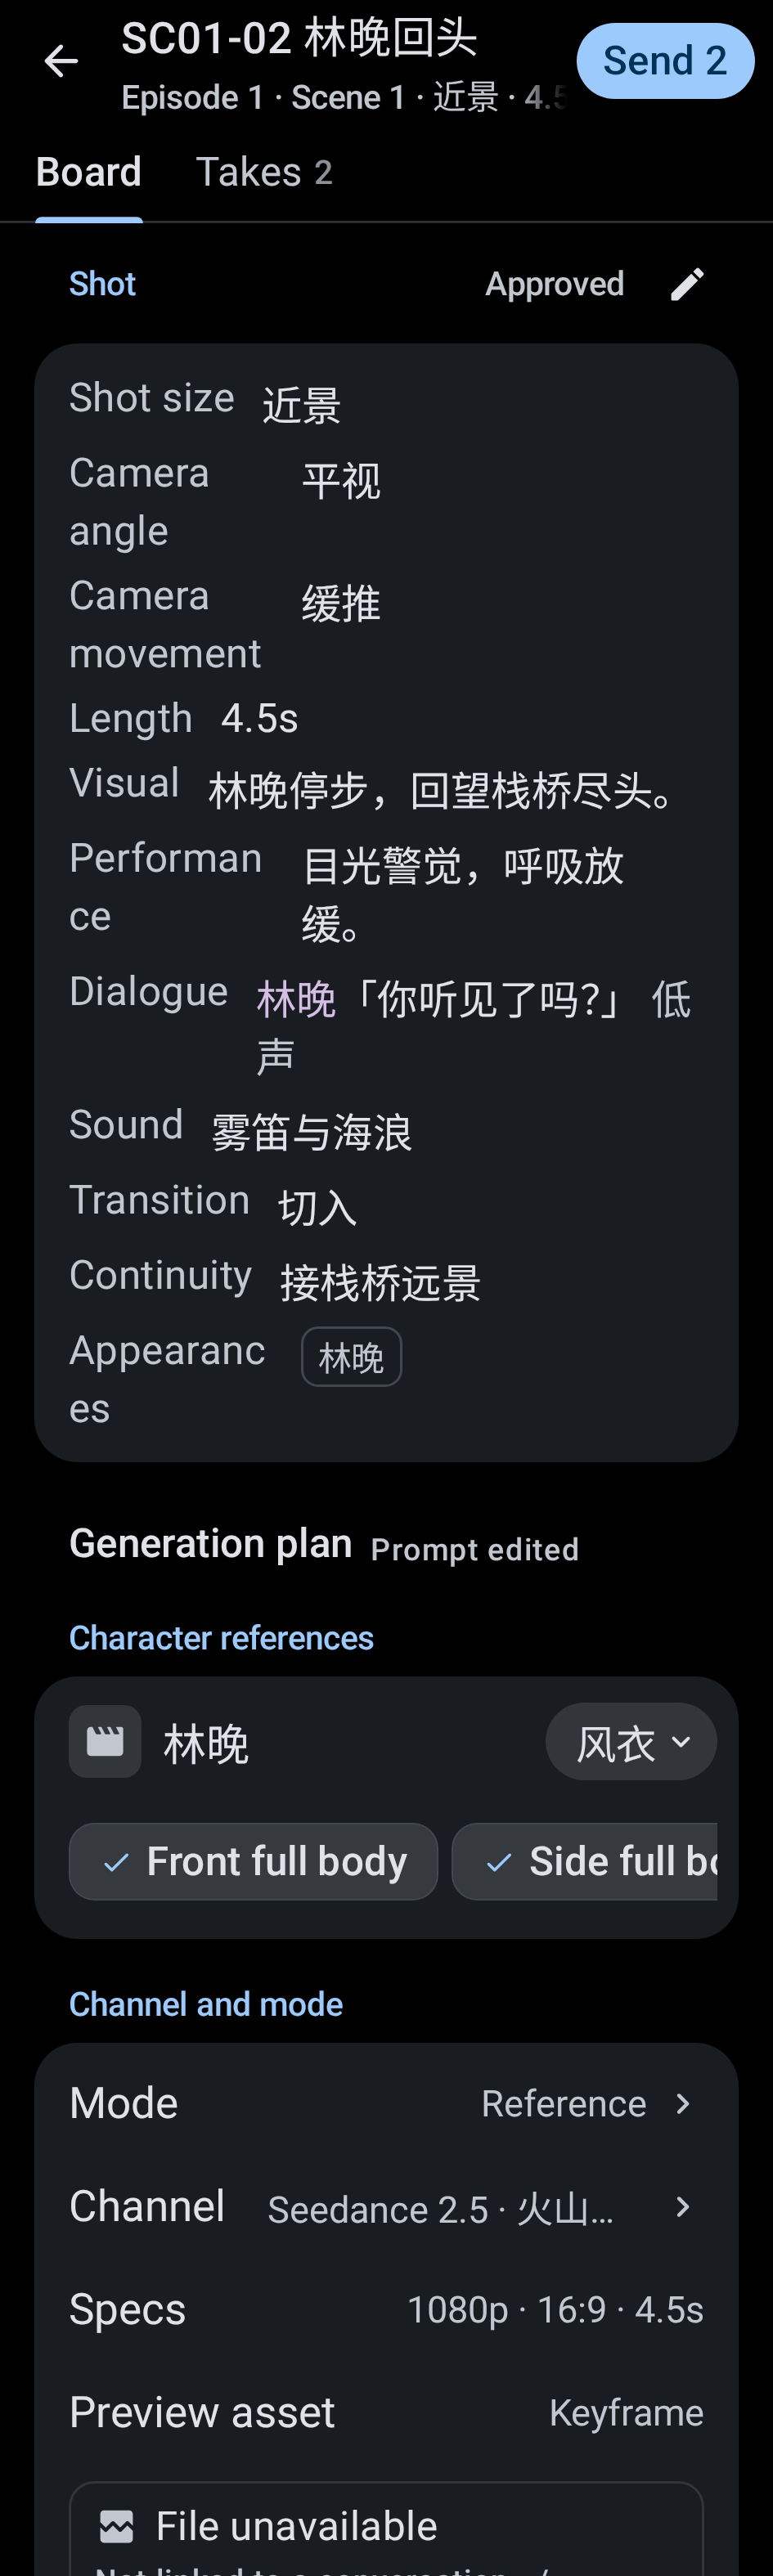 SC01-02 林晚回头
Send 2
Episode 1 · Scene 1 · 近景 · 4.5
Board
Takes 2
Shot
Approved
Shot size 近景
Camera angle 平视
Camera movement 缓推
Length 4.5s
Visual 林晚停步，回望栈桥尽头。
Performan
ce
目光警觉，呼吸放
缓。
Dialogue 林晚「你听见了吗？」 低
声
Sound 雾笛与海浪
Transition 切入
Continuity 接栈桥远景
Appearanc
es
林晚
Generation plan Prompt edited
Character references
林晚
风衣
Front full body
Side full bo
Channel and mode
Mode Reference
Channel Seedance 2.5 · 火山…
Specs 1080p · 16:9 · 4.5s
Preview asset Keyframe
File unavailable